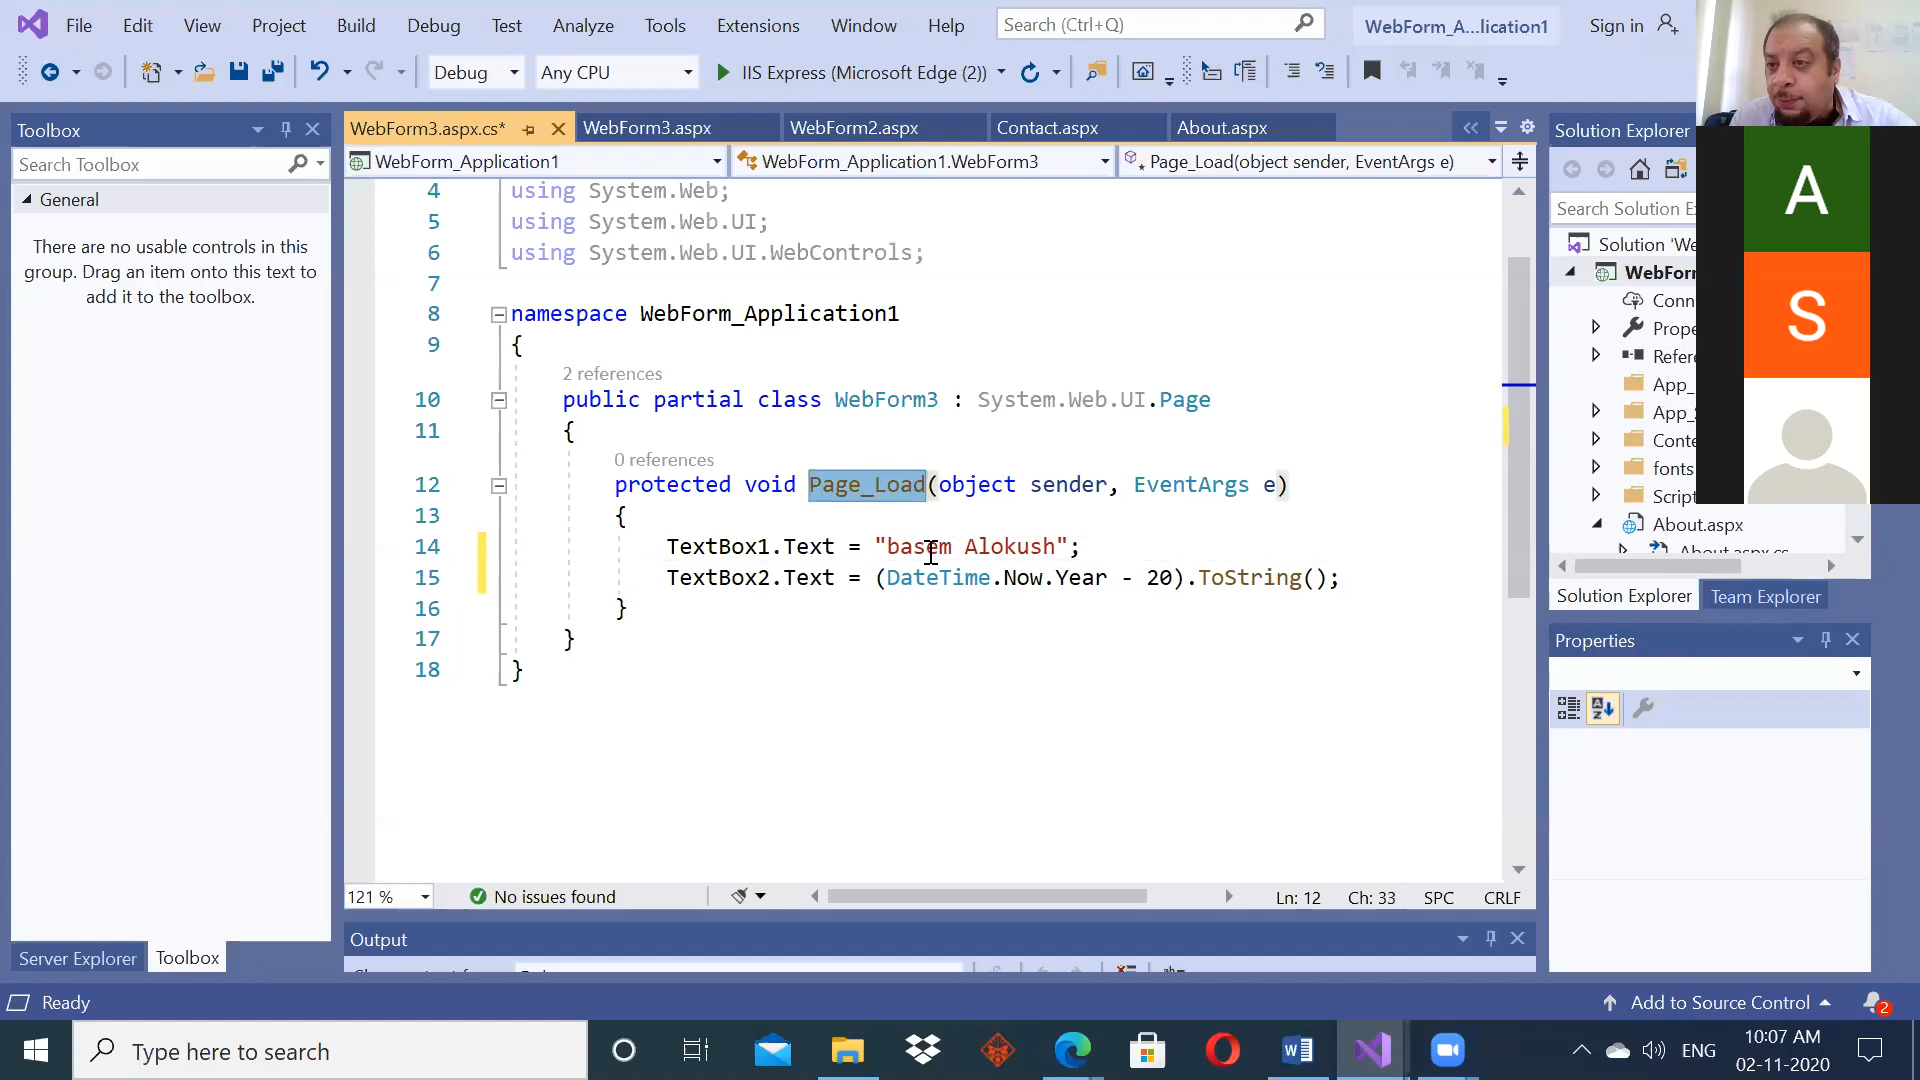 File Edit View Project Build Debug Test Analyze Tools Extensions Window Help Search (Ctrl+Q) WebForm_A...lication1 Sign in
Debug Any CPU IIS Express (Microsoft Edge (2))
Toolbox
Search Toolbox
General
There are no usable controls in this
group. Drag an item onto this text to
add it to the toolbox.
Server Explorer Toolbox
WebForm3.aspx.cs* WebForm3.aspx WebForm2.aspx Contact.aspx About.aspx
WebForm_Application1 WebForm_Application1.WebForm3 Page_Load(object sender, EventArgs e)
4 using System.Web;
5 using System.Web.UI;
6 using System.Web.UI.WebControls;
7
8 namespace WebForm_Application1
9 {
2 references
10 public partial class WebForm3 : System.Web.UI.Page
11 {
0 references
12 protected void Page_Load(object sender, EventArgs e)
13 {
14 TextBox1.Text = "basem Alokush";
15 TextBox2.Text = (DateTime.Now.Year - 20).ToString();
16 }
17 }
18 }
121 % No issues found Ln: 12 Ch: 33 SPC CRLF
Output
Solution Explorer
Search Solution E
Solution 'We
WebForm
Conn
Prope
Refere
App_
App_
Conte
fonts
Script
About.aspx
About.aspx.cs
Solution Explorer Team Explorer
Properties
A
S
Ready Add to Source Control 2
Type here to search ENG 10:07 AM
02-11-2020